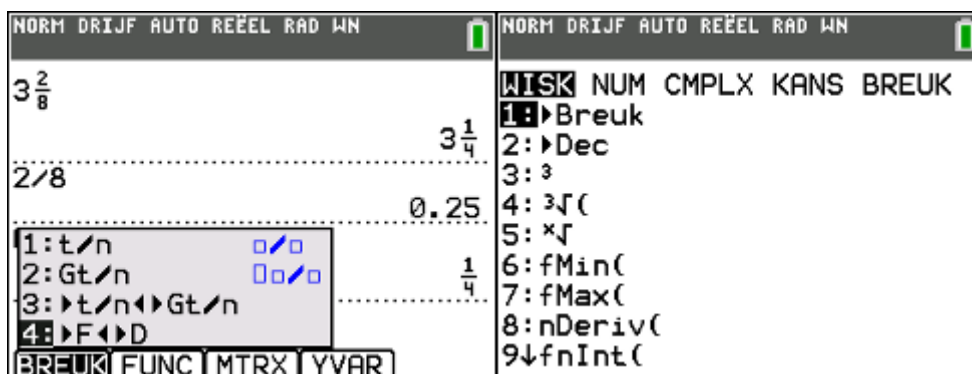 NORM DRIJF AUTO REËEL RAD WN
3 2/8
3 1/4
2/8
0.25
1/4
1:t/n □/□
2:Gt/n □□/□
3:▸t/n◂▸Gt/n
4:▸F◂▸D
BREUK FUNC MTRX YVAR
NORM DRIJF AUTO REËEL RAD WN
WISK NUM CMPLX KANS BREUK
1:▸Breuk
2:▸Dec
3:³
4:³√(
5:ˣ√
6:fMin(
7:fMax(
8:nDeriv(
9↓fnInt(